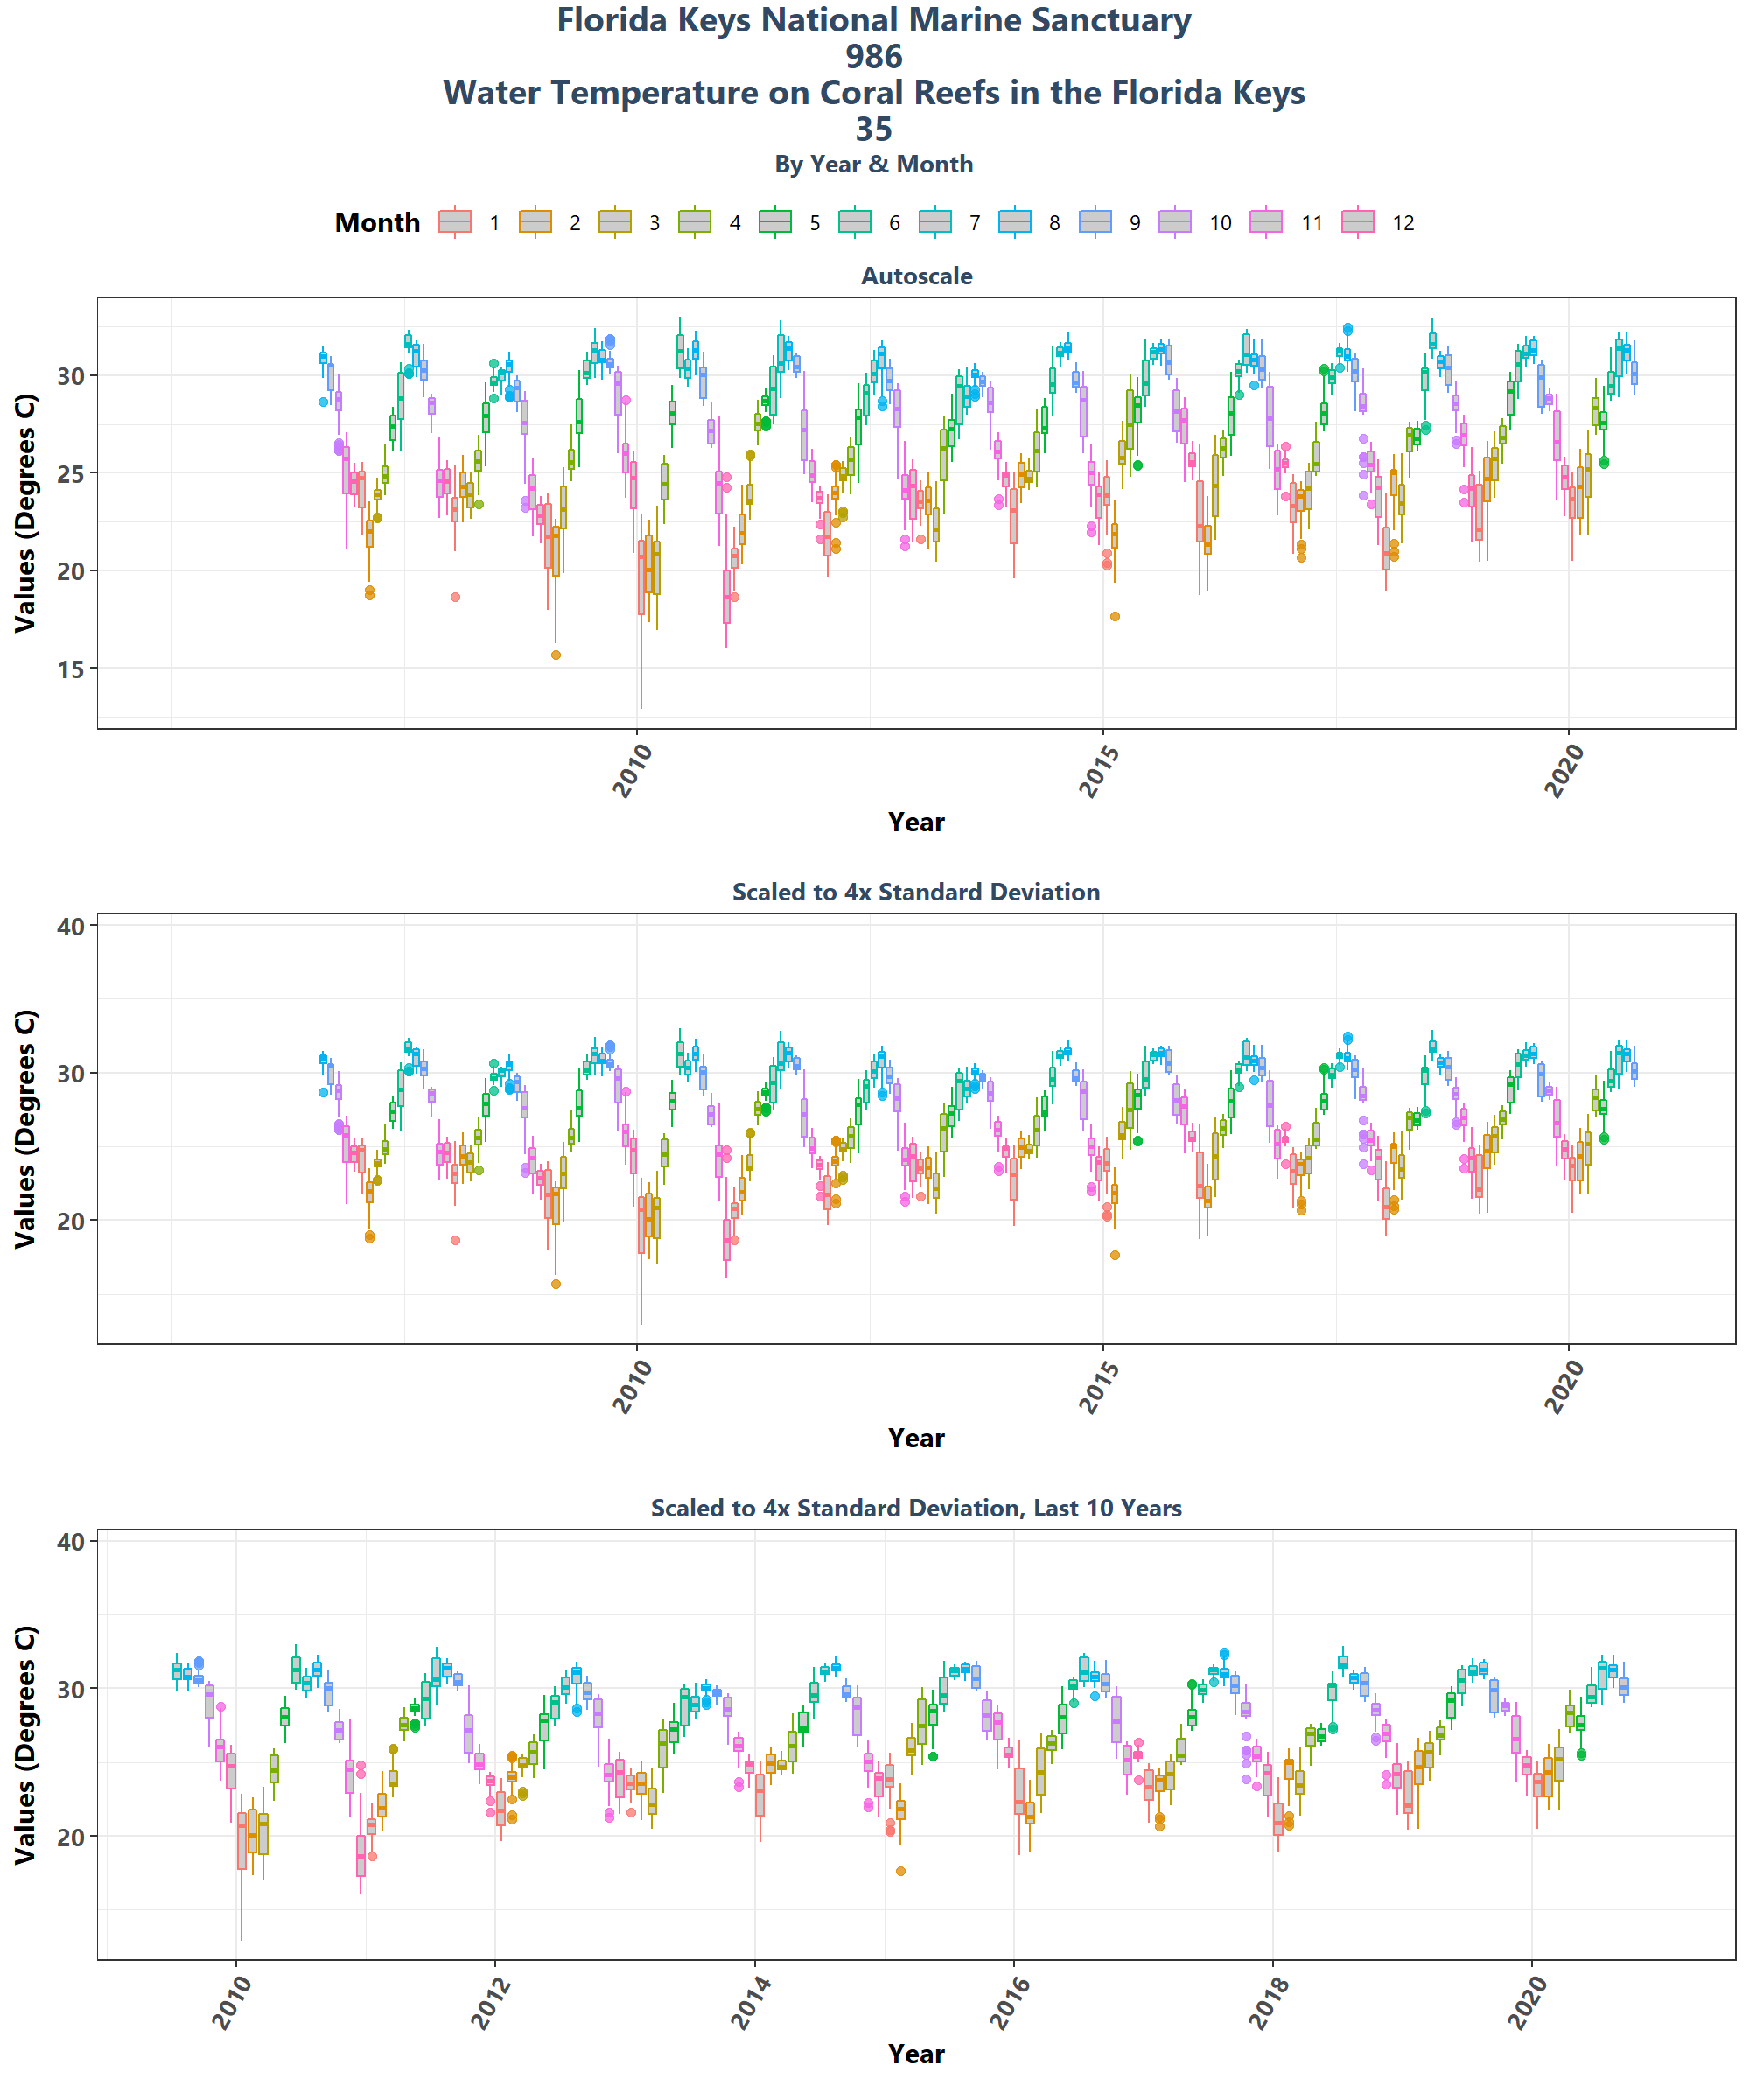 Florida Keys National Marine Sanctuary
986
Water Temperature on Coral Reefs in the Florida Keys
35
By Year & Month
Month 1 2 3 4 5 6 7 8 9 10 11 12
Autoscale
Values (Degrees C)
30
25
20
15
2010 2015 2020
Year
Scaled to 4x Standard Deviation
Values (Degrees C)
40
30
20
2010 2015 2020
Year
Scaled to 4x Standard Deviation, Last 10 Years
Values (Degrees C)
40
30
20
2010 2012 2014 2016 2018 2020
Year